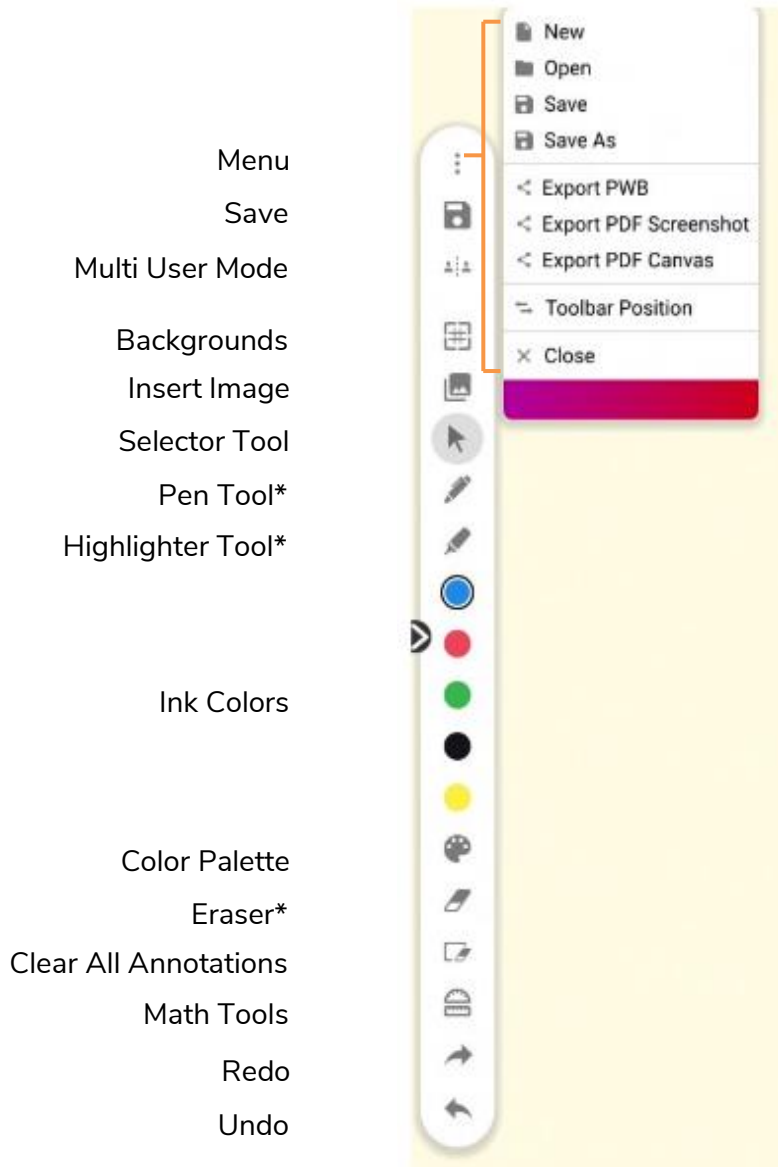 New
Open
Save
Save As
Export PWB
Export PDF Screenshot
Export PDF Canvas
Toolbar Position
Close
Menu
Save
Multi User Mode
Backgrounds
Insert Image
Selector Tool
Pen Tool*
Highlighter Tool*
Ink Colors
Color Palette
Eraser*
Clear All Annotations
Math Tools
Redo
Undo